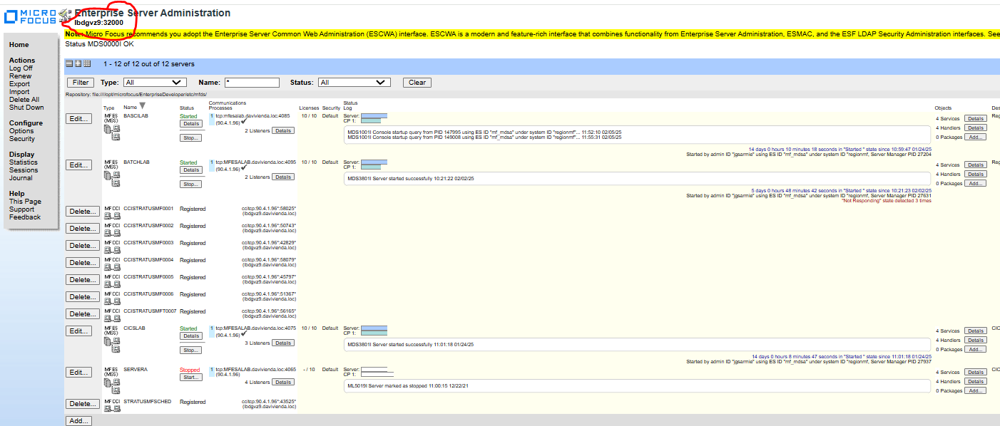 MICRO
FOCUS
Enterprise Server Administration
lbdgvz9:32000
Note: Micro Focus recommends you adopt the Enterprise Server Common Web Administration (ESCWA) interface. ESCWA is a modern and feature-rich interface that combines functionality from Enterprise Server Administration, ESMAC, and the ESF LDAP Security Administration interfaces. See
Status MDS0000I OK
Home
Actions
Log Off
Renew
Export
Import
Delete All
Shut Down
Configure
Options
Security
Display
Statistics
Sessions
Journal
Help
This Page
Support
Feedback
1 - 12 of 12 out of 12 servers
Filter Type: All Name: * Status: All Clear
Repository: file:////opt/microfocus/EnterpriseDeveloper/etc/mfds/
Type Name Status Communications Processes Licenses Security Status Log Objects Des
Edit... MFES (MSS) BASCILAB Started Details Stop... 1 tcp:mfesalab.davivienda.loc:4085 (90.4.1.96) 2 Listeners Details 10 / 10 Default Server: CP 1: 4 Services Details Reg
MDS1001I Console startup query from PID 147995 using ES ID "mf_mdsa" under system ID "regionmf"... 11:52:10 02/05/25
MDS1001I Console startup query from PID 149008 using ES ID "mf_mdsa" under system ID "regionmf"... 11:55:31 02/05/25
4 Handlers Details
0 Packages Add...
14 days 0 hours 10 minutes 18 seconds in "Started " state since 10:59:47 01/24/25
Started by admin ID "jgsarmie" using ES ID "mf_mdsa" under system ID "regionmf, Server Manager PID 27204
Edit... MFES (MSS) BATCHLAB Started Details Stop... 1 tcp:MFESALAB.davivienda.loc:4095 (90.4.1.96) 2 Listeners Details 10 / 10 Default Server: CP 1: 4 Services Details Reg
MDS3801I Server started successfully 10:21:22 02/02/25
4 Handlers Details
0 Packages Add...
5 days 0 hours 48 minutes 42 seconds in "Started " state since 10:21:23 02/02/25
Started by admin ID "jgsarmie" using ES ID "mf_mdsa" under system ID "regionmf, Server Manager PID 27631
"Not Responding" state detected 3 times
Delete... MFCCI CCISTRATUSMF0001 Registered ccitcp:90.4.1.96*:58025* (lbdgvz9.davivienda.loc)
Delete... MFCCI CCISTRATUSMF0002 Registered ccitcp:90.4.1.96*:50743* (lbdgvz9.davivienda.loc)
Delete... MFCCI CCISTRATUSMF0003 Registered ccitcp:90.4.1.96*:42829* (lbdgvz9.davivienda.loc)
Delete... MFCCI CCISTRATUSMF0004 Registered ccitcp:90.4.1.96*:58079* (lbdgvz9.davivienda.loc)
Delete... MFCCI CCISTRATUSMF0005 Registered ccitcp:90.4.1.96*:45797* (lbdgvz9.davivienda.loc)
Delete... MFCCI CCISTRATUSMF0006 Registered ccitcp:90.4.1.96*:51367* (lbdgvz9.davivienda.loc)
Delete... MFCCI CCISTRATUSMFT0007 Registered ccitcp:90.4.1.96*:56165* (lbdgvz9.davivienda.loc)
Edit... MFES (MSS) CICSLAB Started Details Stop... 1 tcp:MFESALAB.davivienda.loc:4075 (90.4.1.96) 3 Listeners Details 10 / 10 Default Server: CP 1: 4 Services Details CIC
MDS3801I Server started successfully 11:01:18 01/24/25
4 Handlers Details
0 Packages Add...
14 days 0 hours 8 minutes 47 seconds in "Started " state since 11:01:18 01/24/25
Started by admin ID "jgsarmie" using ES ID "mf_mdsa" under system ID "regionmf, Server Manager PID 27937
Edit... MFES (MSS) SERVERA Stopped Start... 1 tcp:MFESALAB.davivienda.loc:4065 (90.4.1.96) 4 Listeners Details - / 10 Default Server: CP 1: 4 Services Details CIC
ML5019I Server marked as stopped 11:00:15 12/22/21
4 Handlers Details
0 Packages Add...
Delete... MFCCI STRATUSMFSCHED Registered ccitcp:90.4.1.96*:43525* (lbdgvz9.davivienda.loc)
Add...